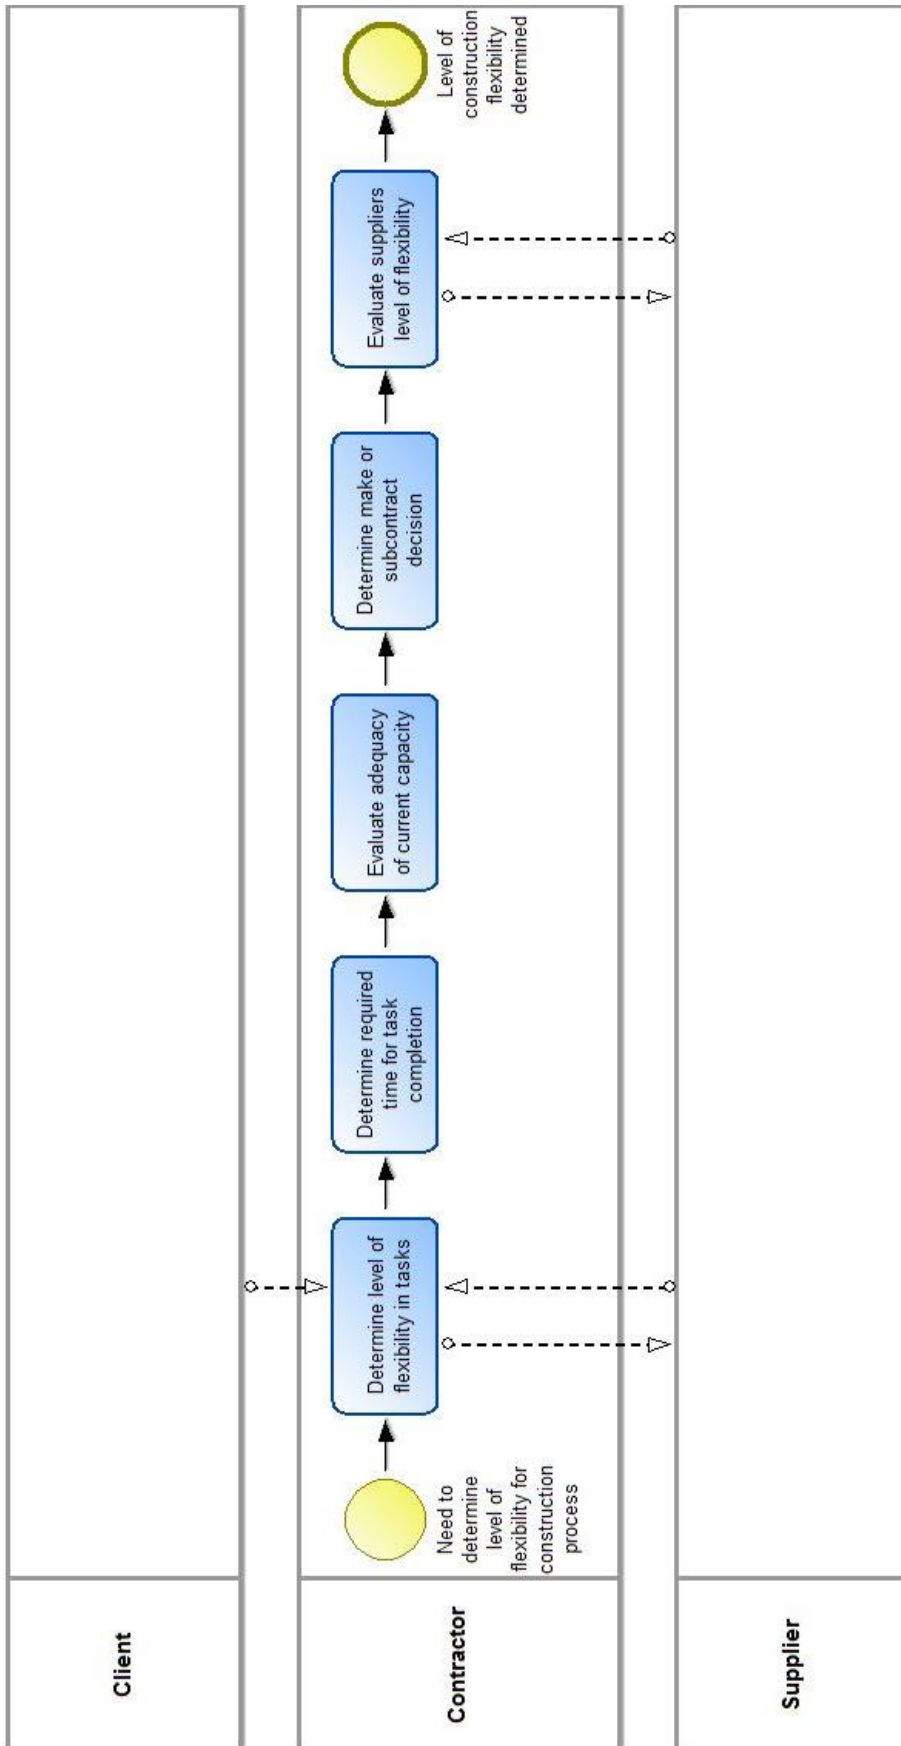 Client
Contractor
Need to
determine
level of
flexibility for
construction
process
Determine level of
flexibility in tasks
Determine required
time for task
completion
Evaluate adequacy
of current capacity
Determine make or
subcontract
decision
Evaluate suppliers
level of flexibility
Level of
construction
flexibility
determined
Supplier